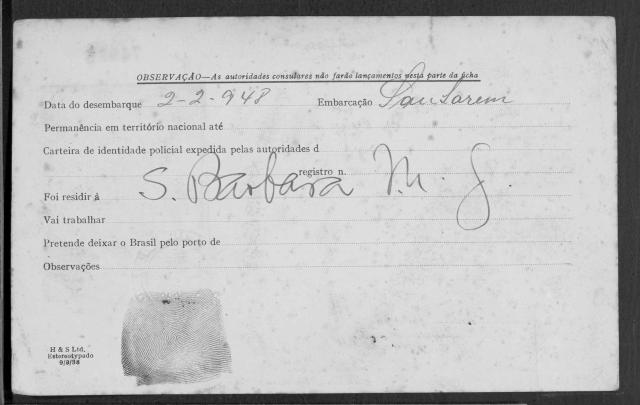 OBSERVAÇÃO—As autoridades consulares não farão lançamentos nesta parte da ficha
Data do desembarque 2-2-948 Embarcação Santarem
Permanência em território nacional até
Carteira de identidade policial expedida pelas autoridades d
registro n.
Foi residir à S. Barbara M. G.
Vai trabalhar
Pretende deixar o Brasil pelo porto de
Observações
H & S Ltd.
Estereotypado
9/9/38